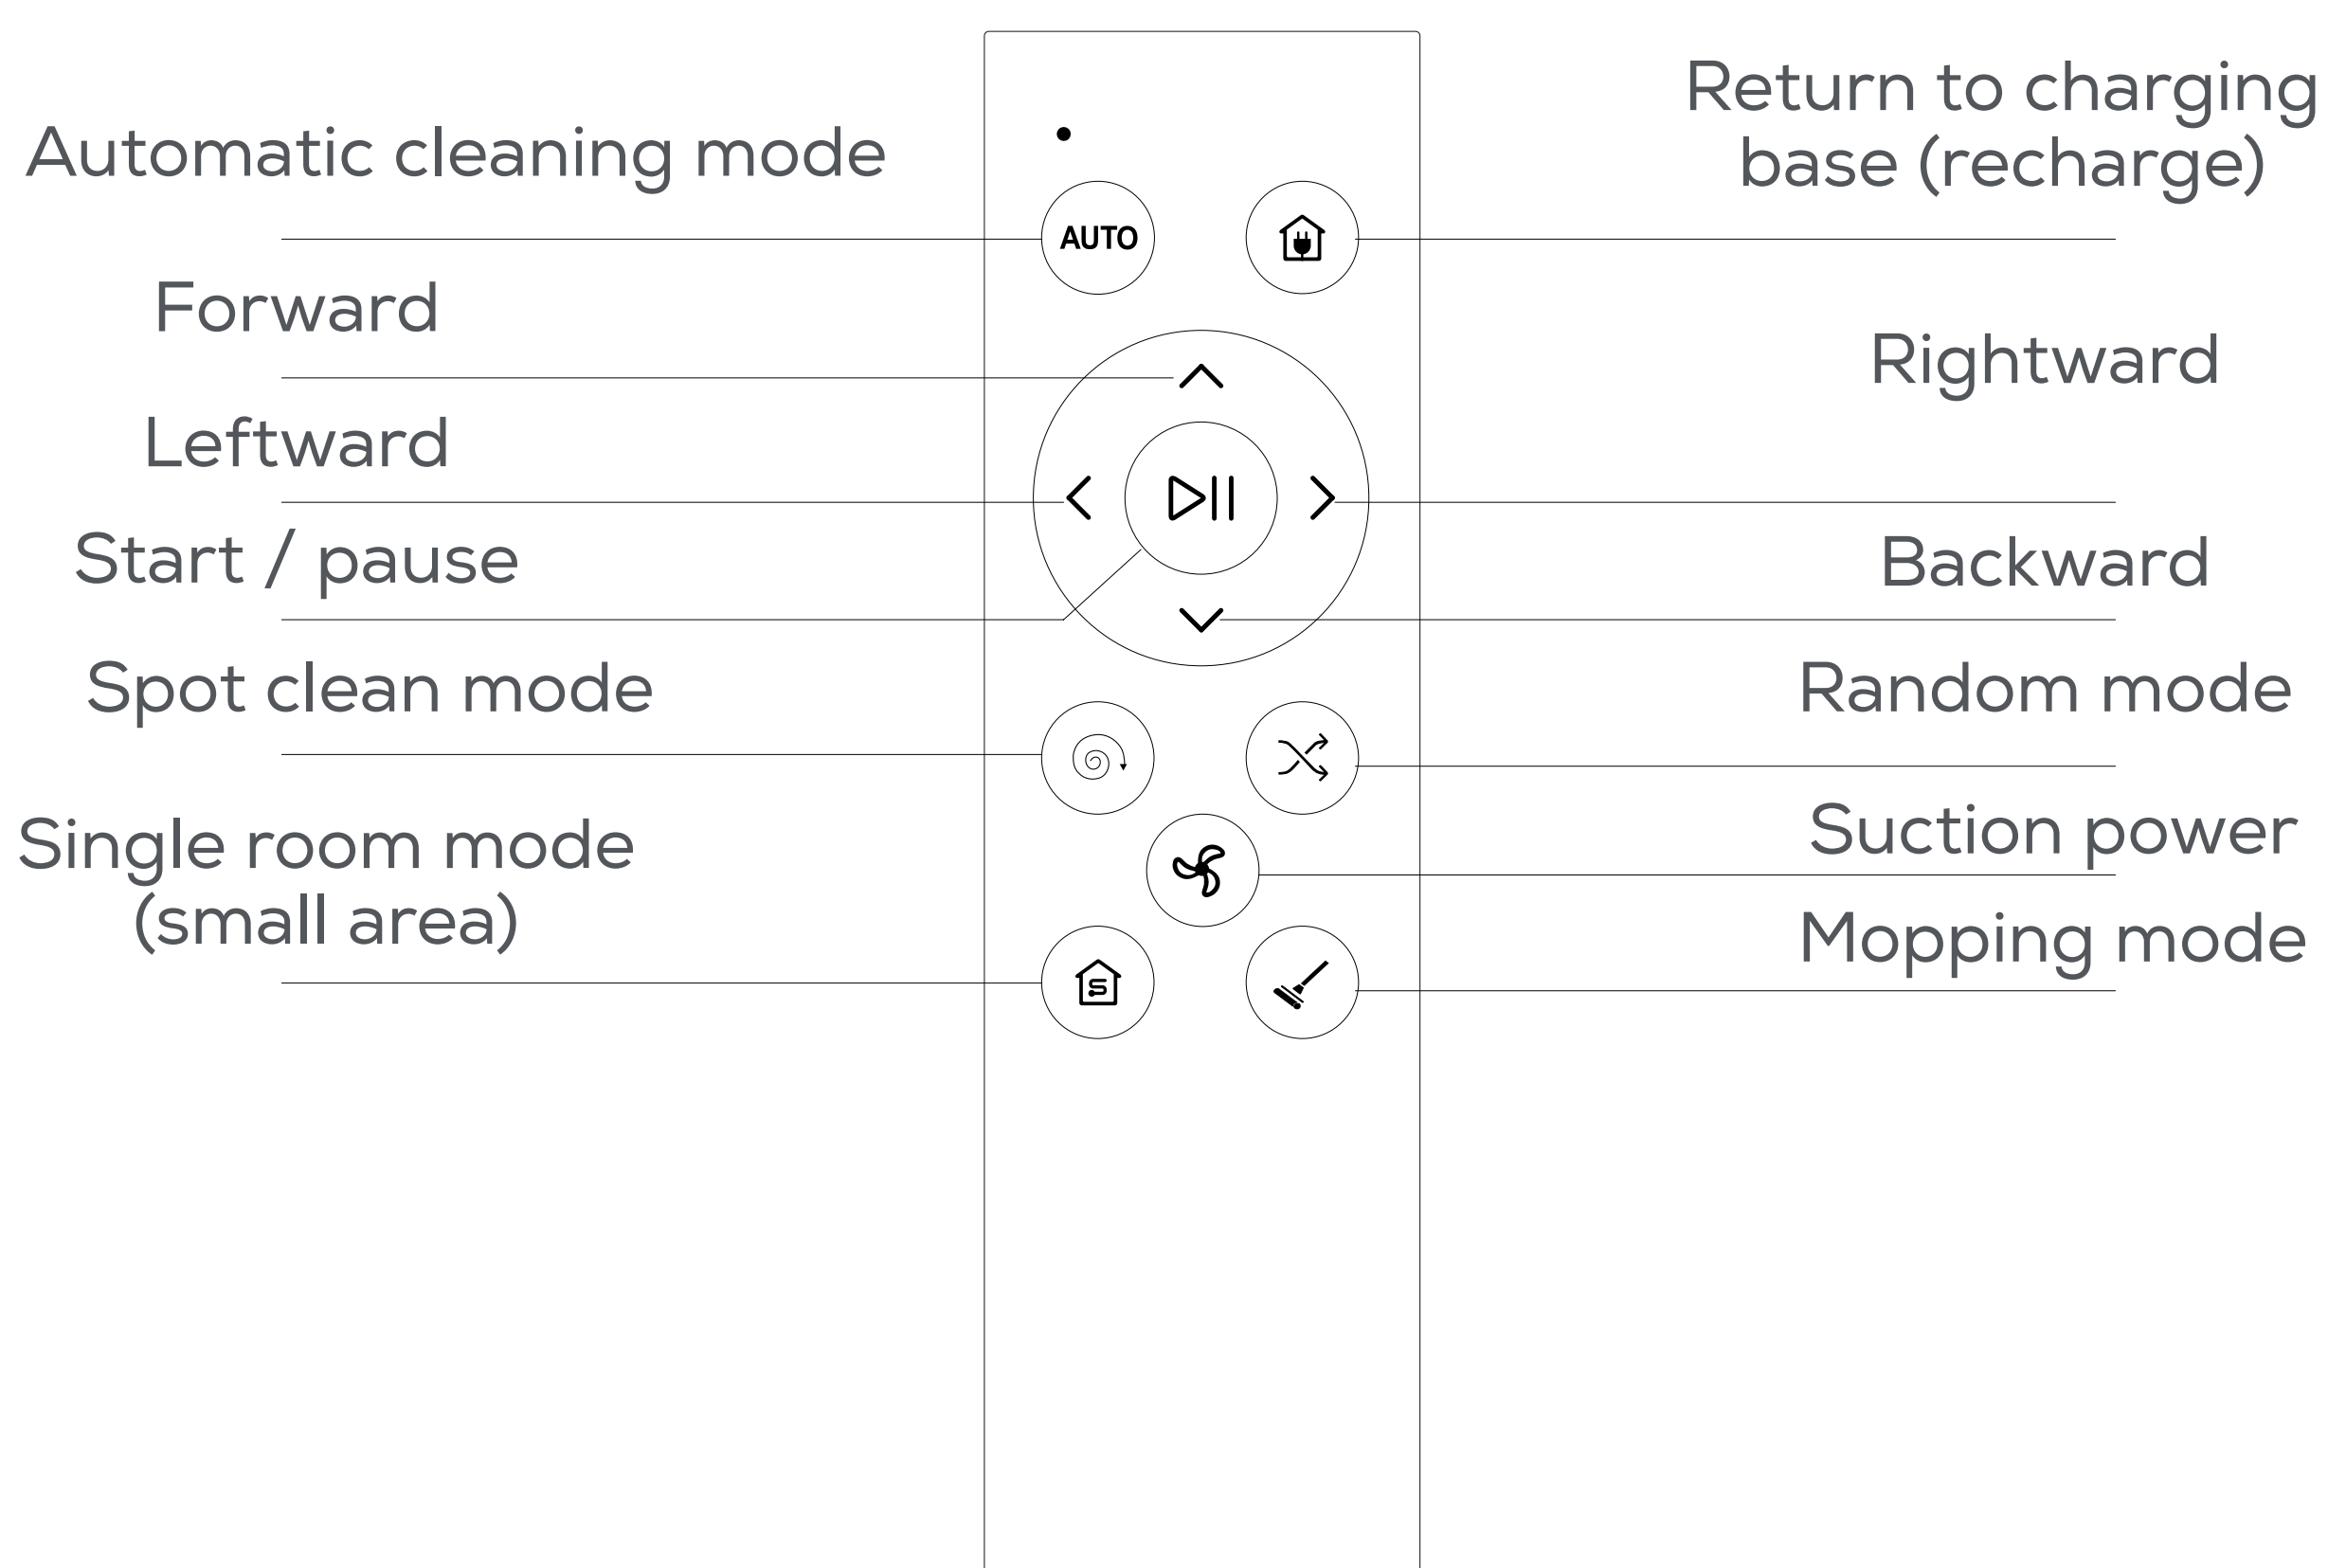 Automatic cleaning mode
Forward
Leftward
Start / pause
Spot clean mode
Single room mode
(small area)
AUTO
Return to charging
base (recharge)
Rightward
Backward
Random mode
Suction power
Mopping mode